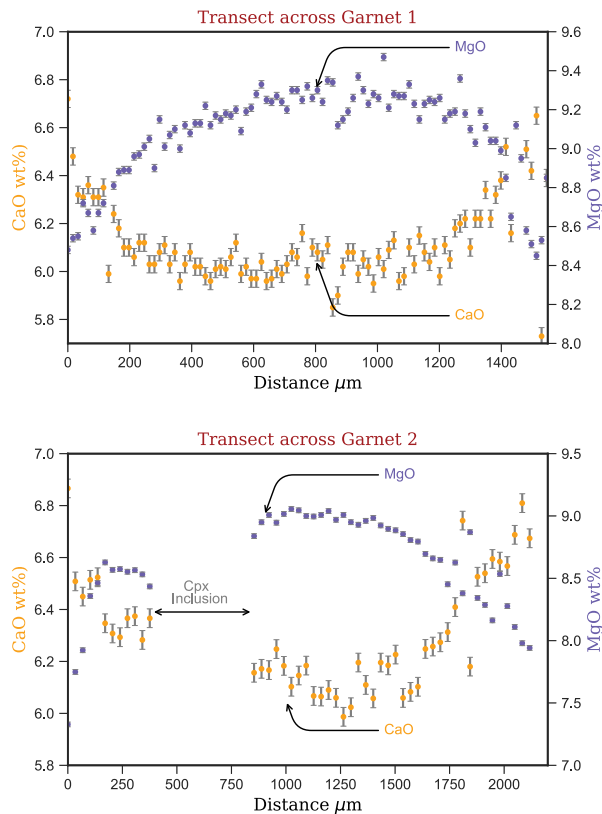 Transect across Garnet 1
7.0
6.8
6.6
6.4
6.2
6.0
5.8
CaO wt%
MgO
CaO
9.6
9.4
9.2
9.0
8.8
8.6
8.4
8.2
8.0
MgO wt%
0 200 400 600 800 1000 1200 1400
Distance μm
Transect across Garnet 2
7.0
6.8
6.6
6.4
6.2
6.0
5.8
CaO wt%
MgO
Cpx
Inclusion
CaO
9.5
9.0
8.5
8.0
7.5
7.0
MgO wt%
0 250 500 750 1000 1250 1500 1750 2000
Distance μm